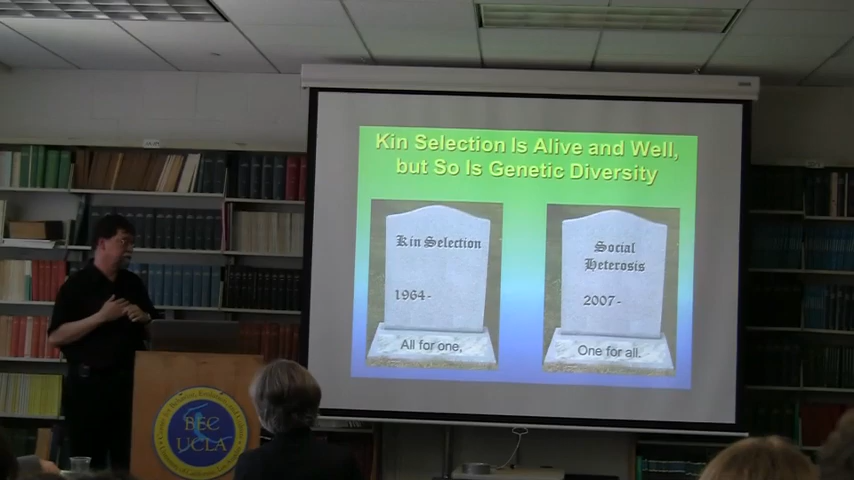 Kin Selection Is Alive and Well,
but So Is Genetic Diversity
Kin Selection
1964-
All for one,
Social
Heterosis
2007-
One for all.
BEC
UCLA